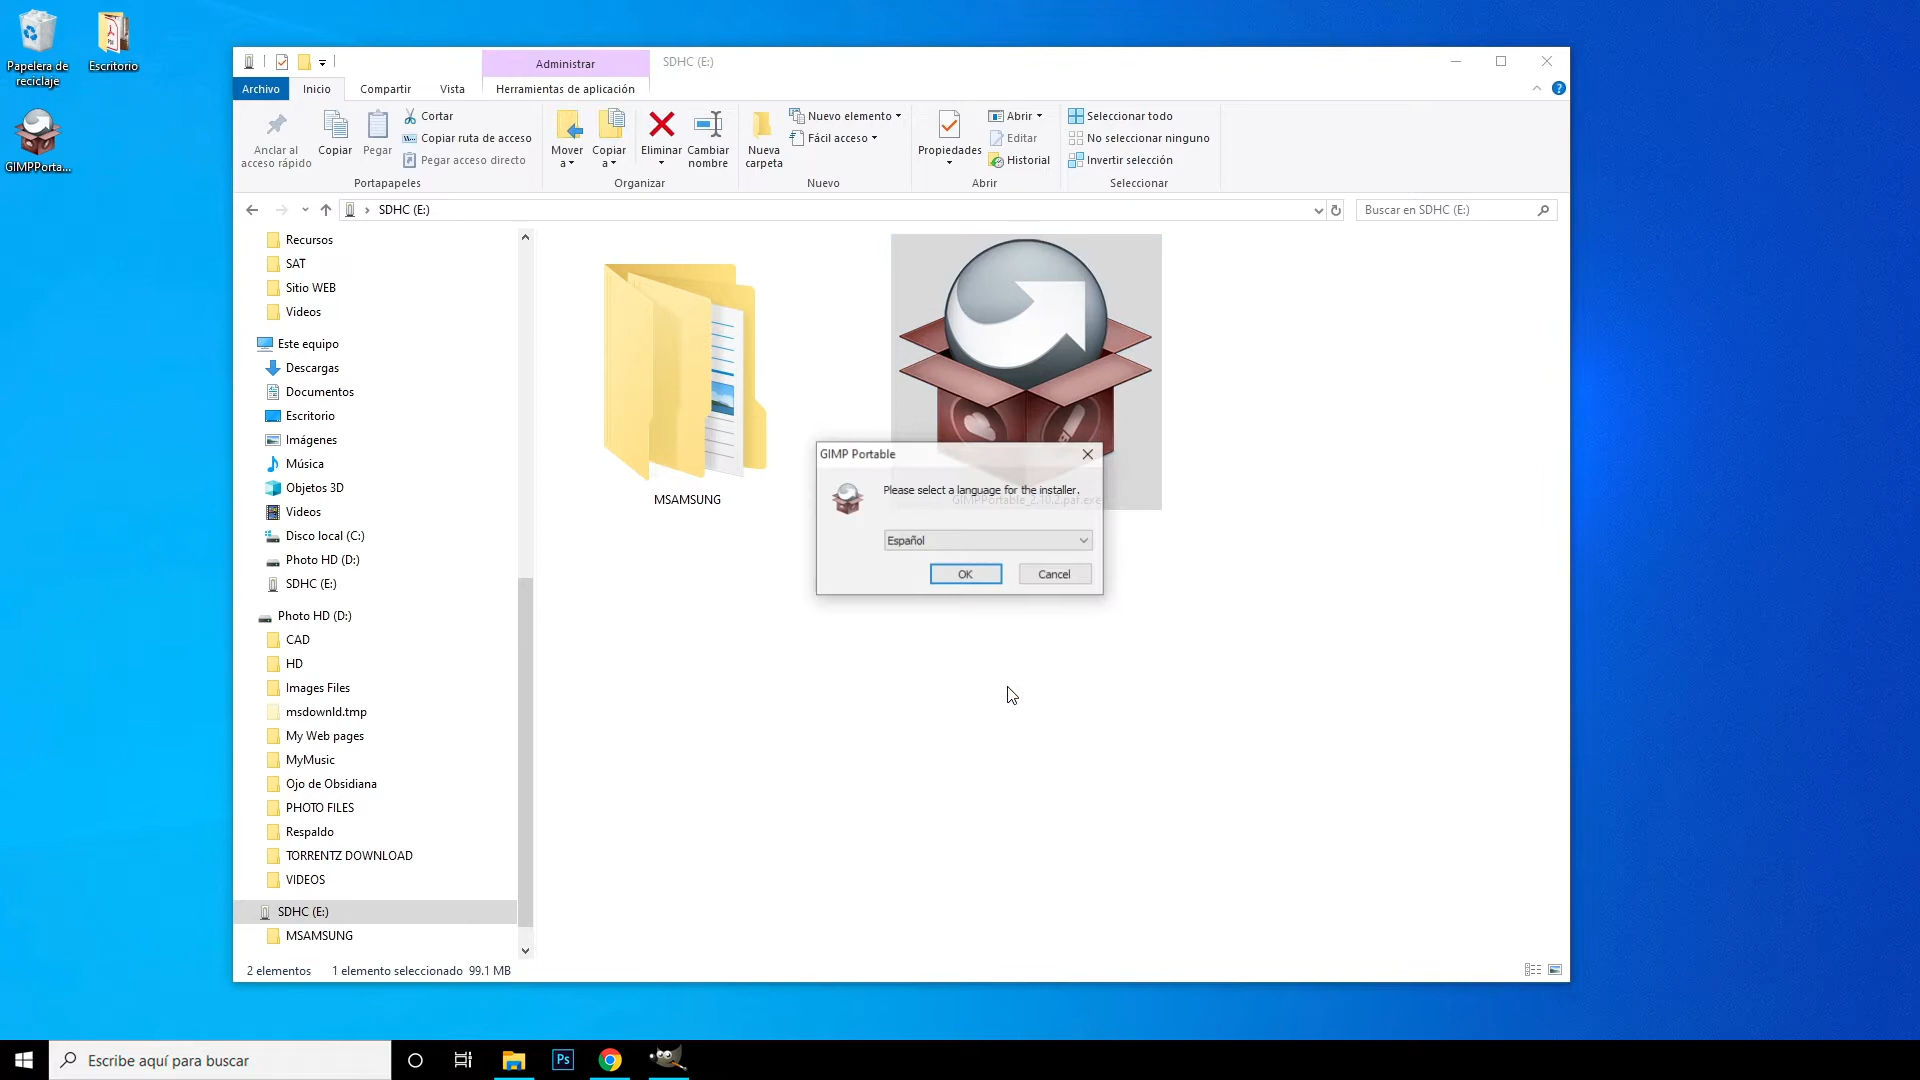 Papelera de
reciclaje
Escritorio
GIMPPorta...
Administrar
SDHC (E:)
Archivo
Inicio
Compartir
Vista
Herramientas de aplicación
?
Anclar al
acceso rápido
Copiar
Pegar
Cortar
Copiar ruta de acceso
Pegar acceso directo
Portapapeles
Mover
a
Copiar
a
Eliminar
Cambiar
nombre
Organizar
Nueva
carpeta
Nuevo elemento
Fácil acceso
Nuevo
Propiedades
Abrir
Editar
Historial
Abrir
Seleccionar todo
No seleccionar ninguno
Invertir selección
Seleccionar
SDHC (E:)
Buscar en SDHC (E:)
Recursos
SAT
Sitio WEB
Videos
Este equipo
Descargas
Documentos
Escritorio
Imágenes
Música
Objetos 3D
Videos
Disco local (C:)
Photo HD (D:)
SDHC (E:)
Photo HD (D:)
CAD
HD
Images Files
msdownld.tmp
My Web pages
MyMusic
Ojo de Obsidiana
PHOTO FILES
Respaldo
TORRENTZ DOWNLOAD
VIDEOS
SDHC (E:)
MSAMSUNG
MSAMSUNG
GIMP Portable
Please select a language for the installer.
GIMPPortable_2.10.2.paf.exe
Español
OK
Cancel
2 elementos
1 elemento seleccionado 99.1 MB
Escribe aquí para buscar
Ps